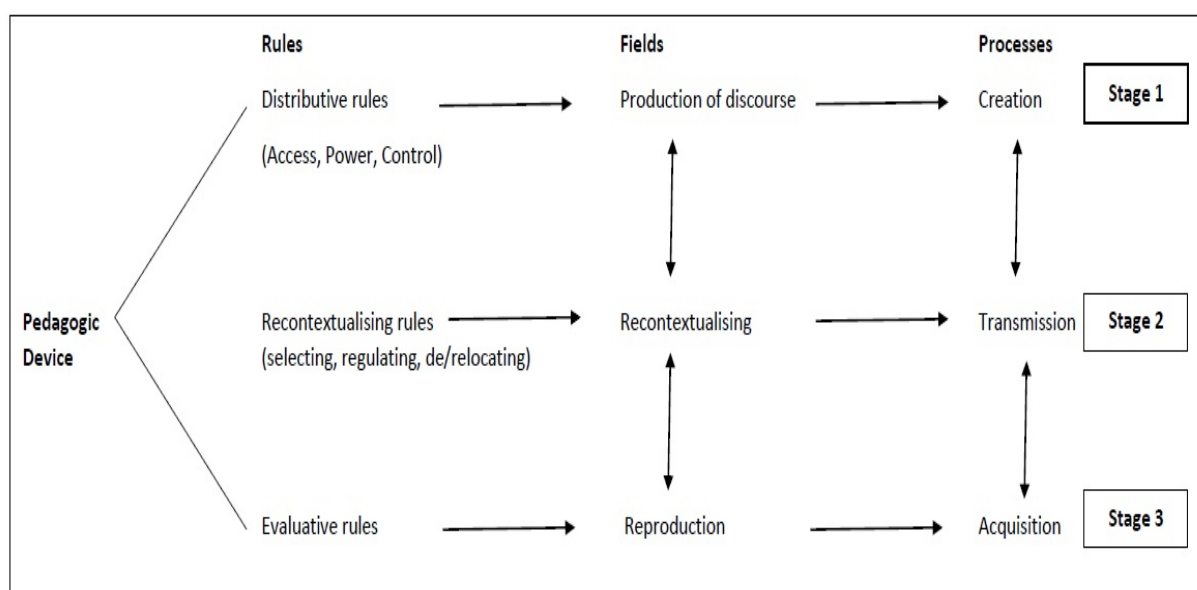 Rules Fields Processes
Distributive rules Production of discourse Creation Stage 1
(Access, Power, Control)
Pedagogic
Device
Recontextualising rules Recontextualising Transmission Stage 2
(selecting, regulating, de/relocating)
Evaluative rules Reproduction Acquisition Stage 3